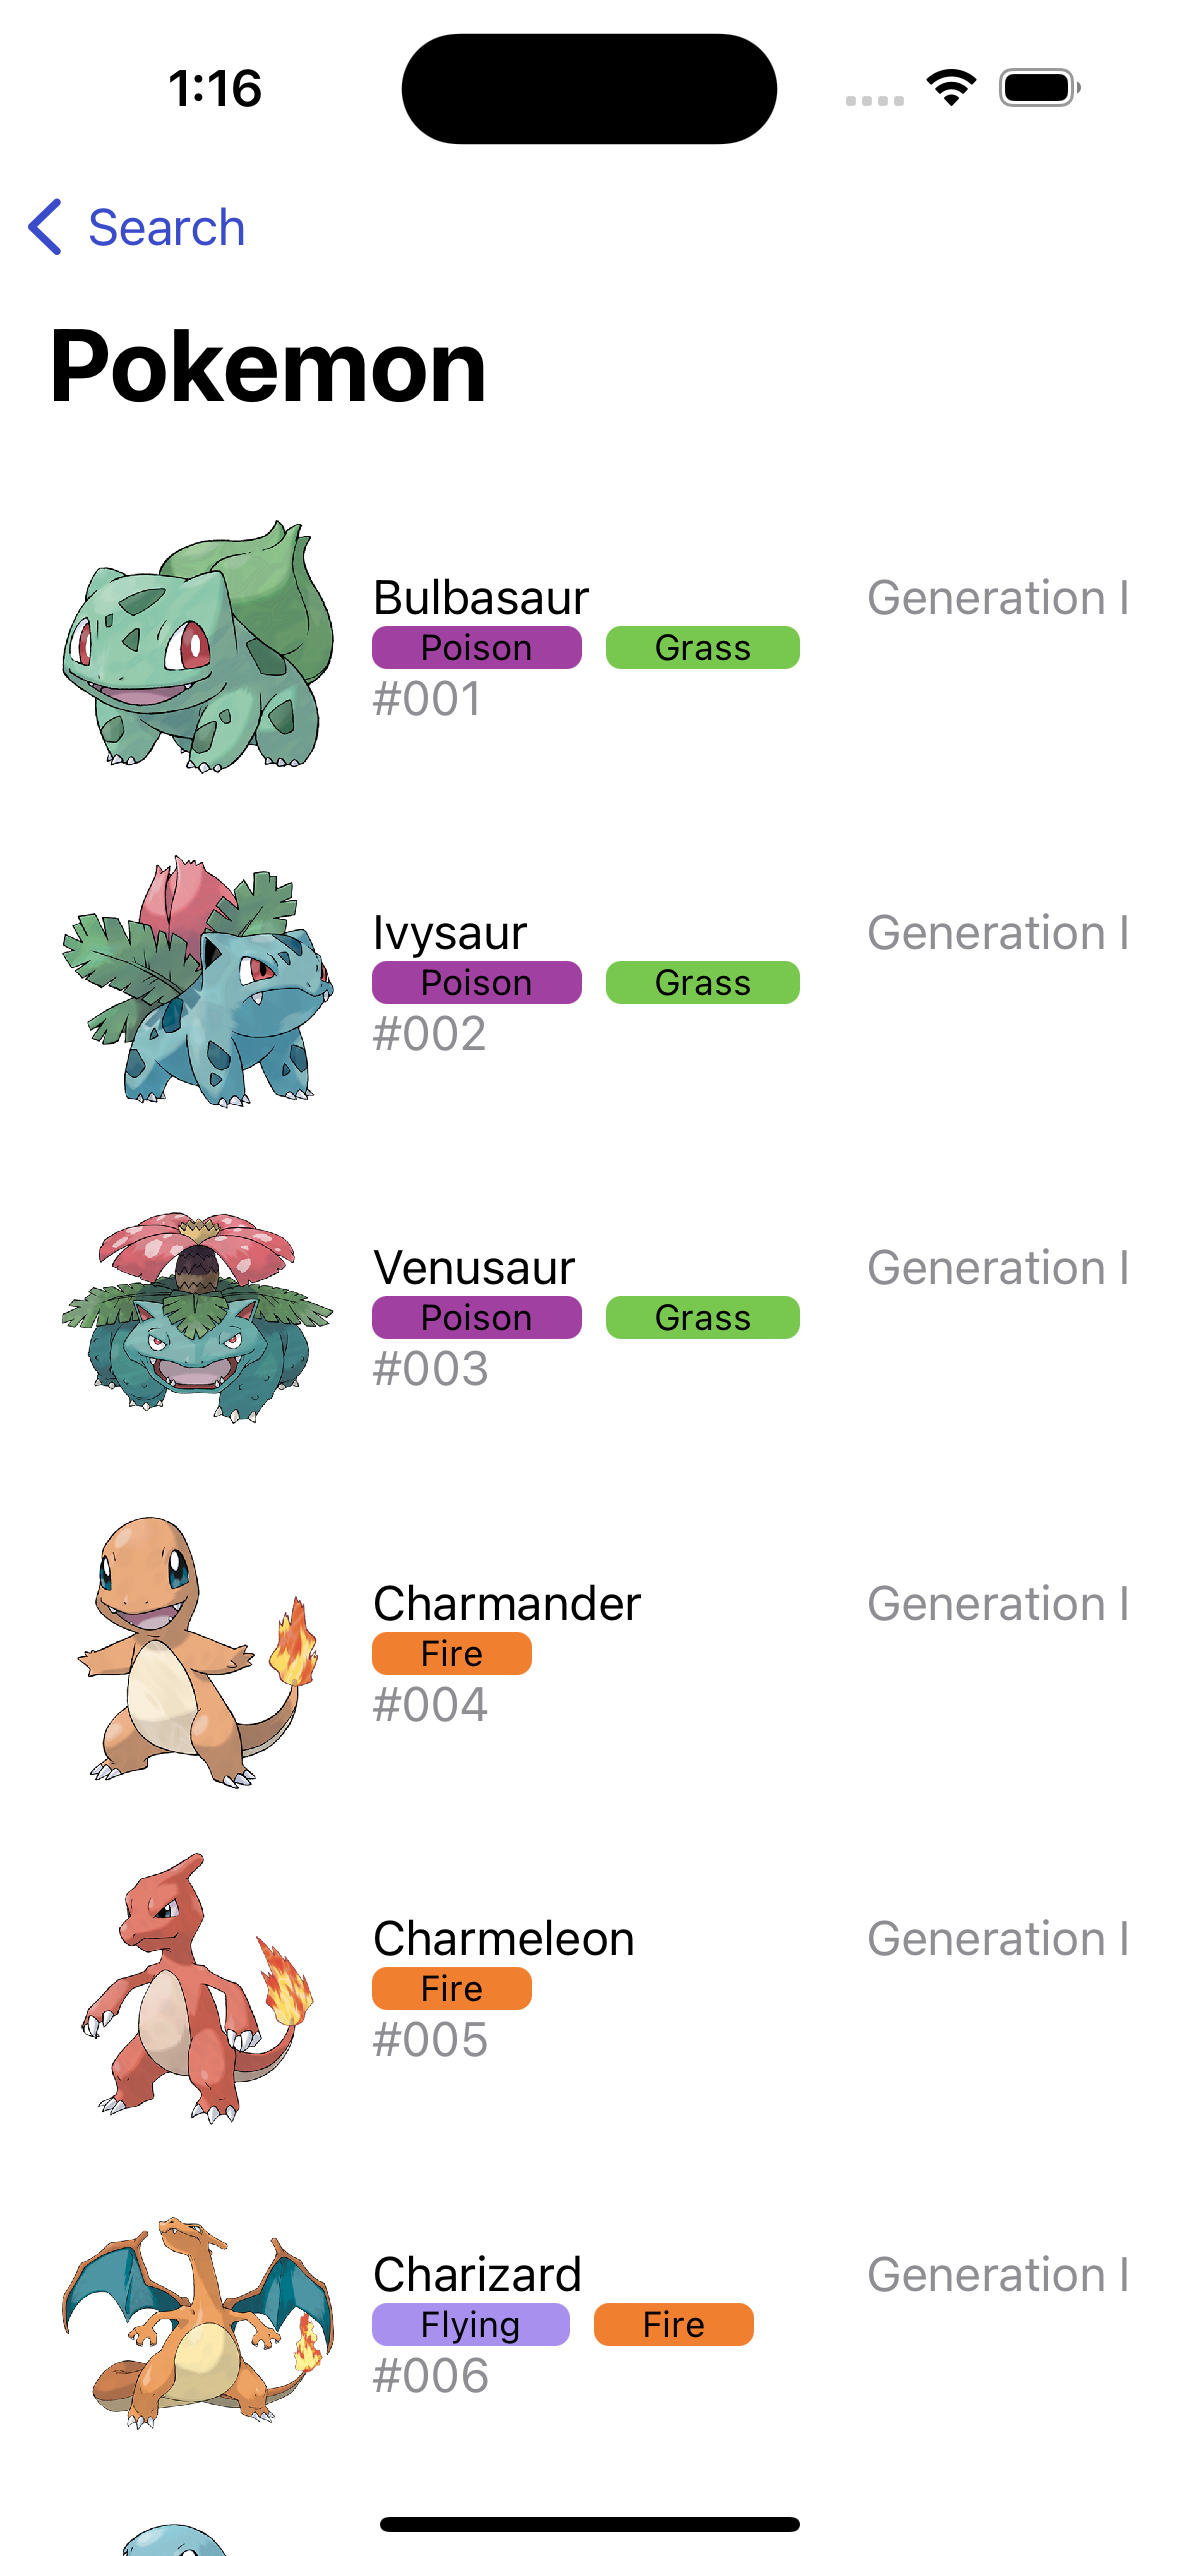 1:16
Search
Pokemon
Bulbasaur Generation I
Poison Grass
#001
Ivysaur Generation I
Poison Grass
#002
Venusaur Generation I
Poison Grass
#003
Charmander Generation I
Fire
#004
Charmeleon Generation I
Fire
#005
Charizard Generation I
Flying Fire
#006